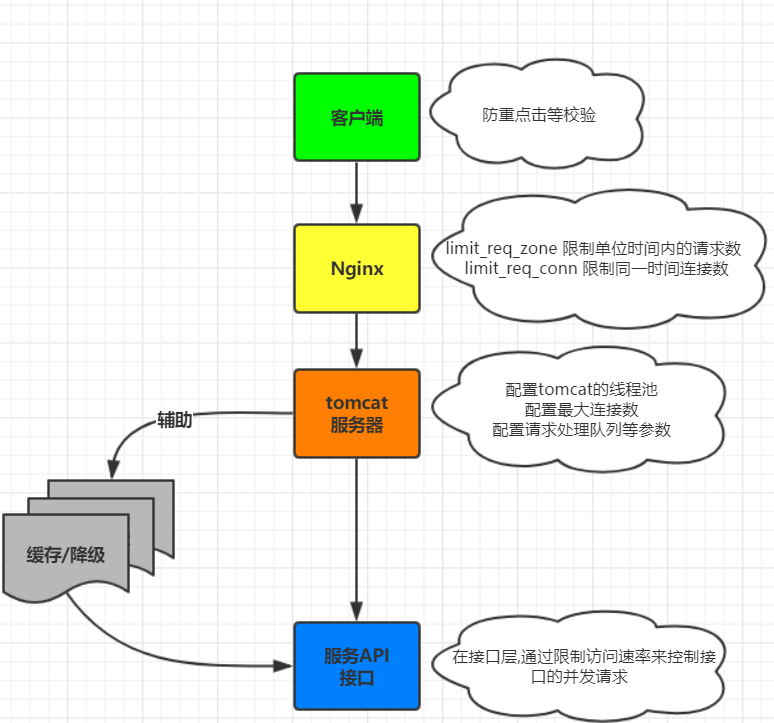 客户端
防重点击等校验
Nginx
limit_req_zone 限制单位时间内的请求数
limit_req_conn 限制同一时间连接数
tomcat
服务器
配置tomcat的线程池
配置最大连接数
配置请求处理队列等参数
辅助
缓存/降级
服务API
接口
在接口层,通过限制访问速率来控制接
口的并发请求